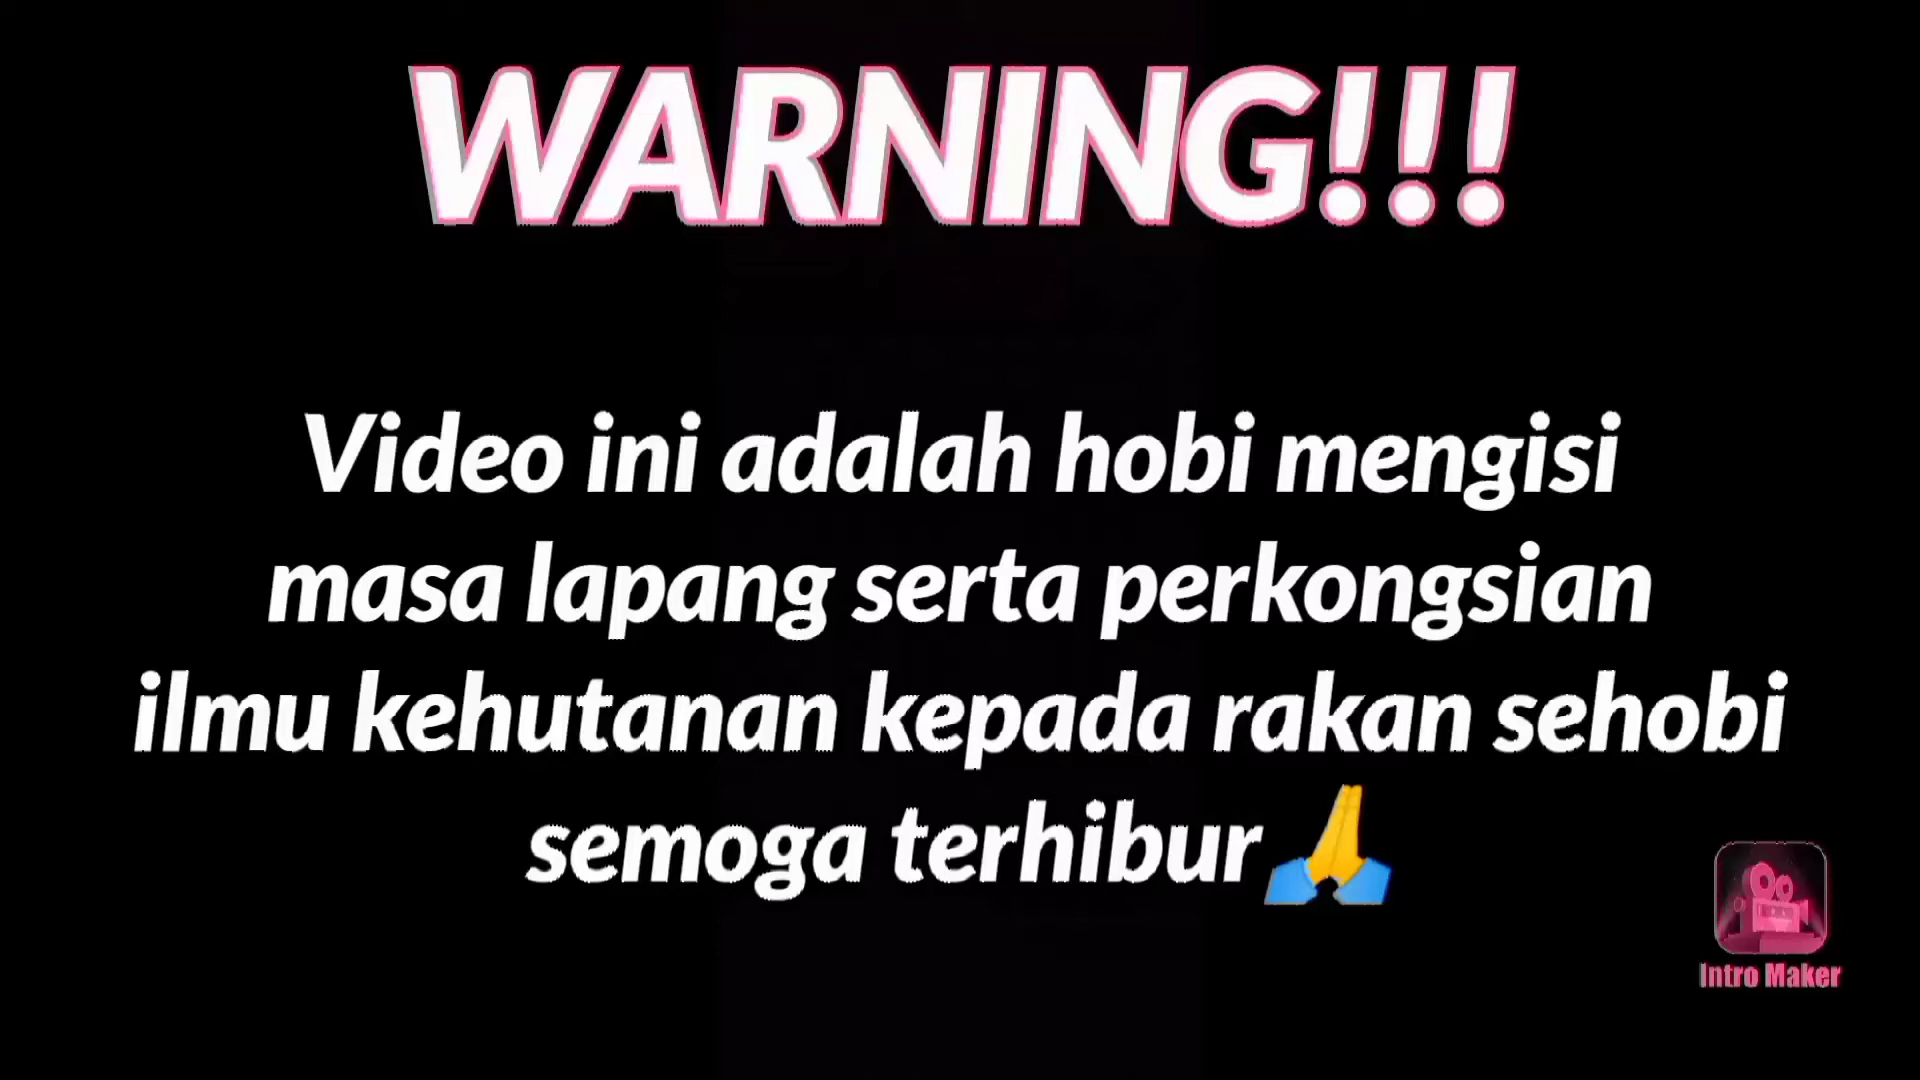 WARNING!!!
Video ini adalah hobi mengisi
masa lapang serta perkongsian
ilmu kehutanan kepada rakan sehobi
semoga terhibur🙏
Intro Maker